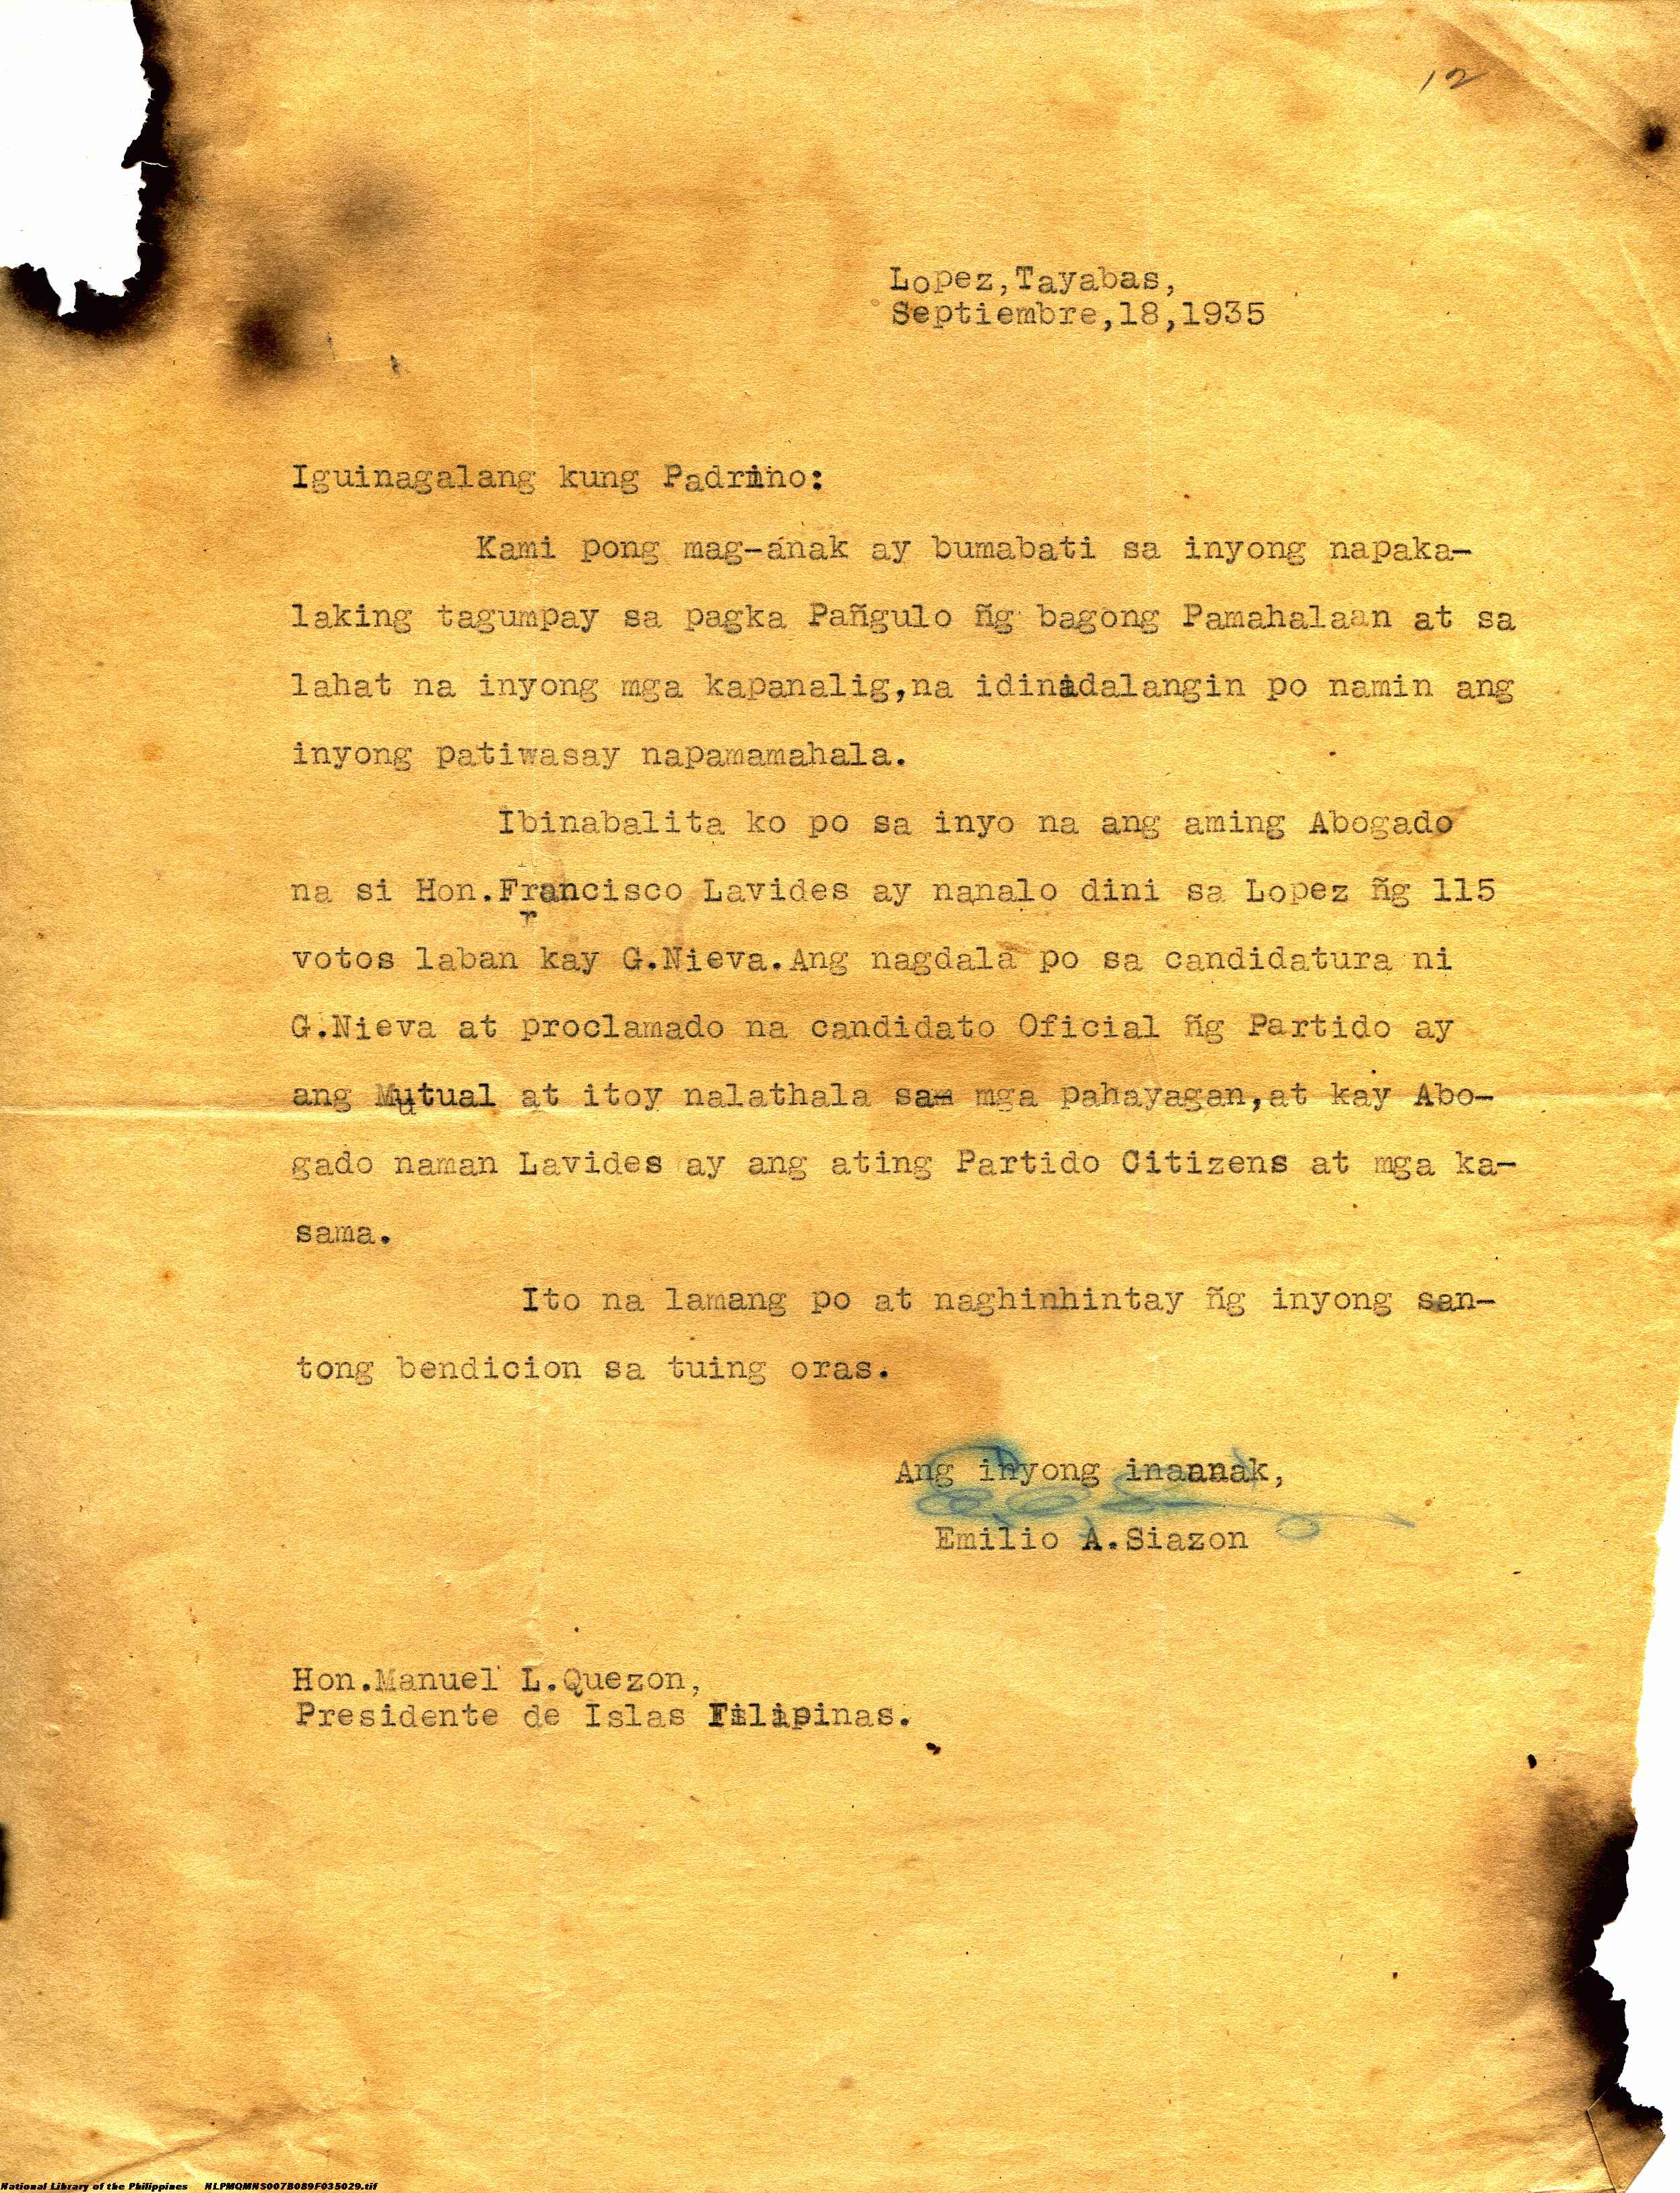 12
Lopez,Tayabas,
Septiembre,18,1935
Iguinagalang kung Padrino:
Kami pong mag-anak ay bumabati sa inyong napaka-
laking tagumpay sa pagka Pañgulo ñg bagong Pamahalaan at sa
lahat na inyong mga kapanalig,na idinadalangin po namin ang
inyong patiwasay napamamahala.
Ibinabalita ko po sa inyo na ang aming Abogado
na si Hon.Francisco Lavides ay nanalo dini sa Lopez ñg 115
votos laban kay G.Nieva.Ang nagdala po sa candidatura ni
G.Nieva at proclamado na candidato Oficial ñg Partido ay
ang Mutual at itoy nalathala sa mga pahayagan,at kay Abo-
gado naman Lavides ay ang ating Partido Citizens at mga ka-
sama.
Ito na lamang po at naghinhintay ñg inyong san-
tong bendicion sa tuing oras.
Ang inyong inaanak,
Emilio A.Siazon
Hon.Manuel L.Quezon,
Presidente de Islas Filipinas.
National Library of the Philippines NLPMQMNS007B089F035029.tif